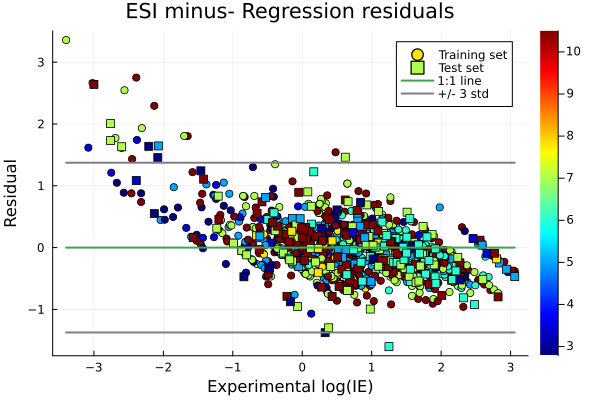 ESI minus- Regression residuals
Training set
Test set
1:1 line
+/- 3 std
Residual
3
2
1
0
−1
−3
−2
−1
0
1
2
3
Experimental log(IE)
10
9
8
7
6
5
4
3